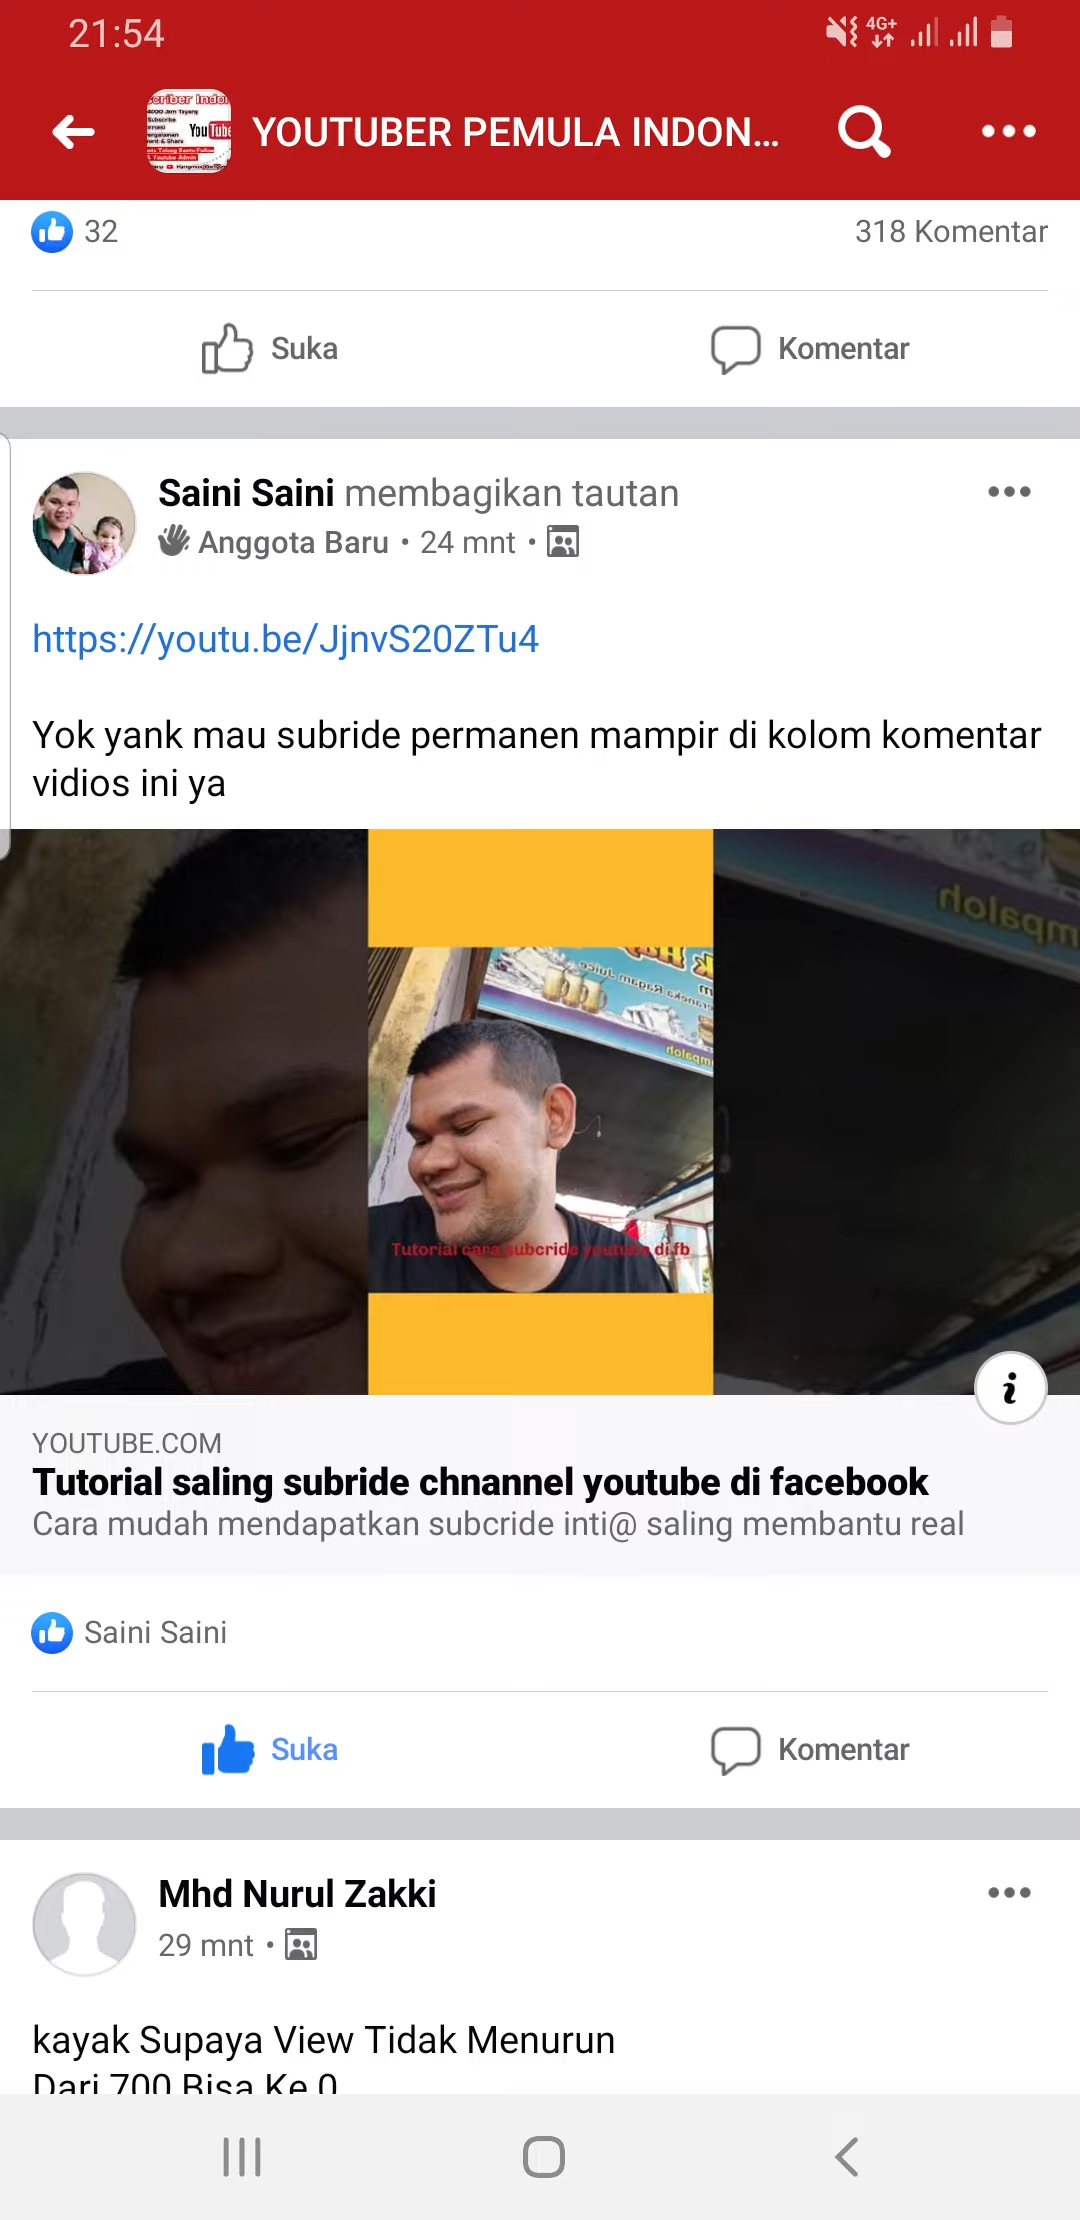 21:54
4G+
YOUTUBER PEMULA INDON...
32
318 Komentar
Suka
Komentar
Saini Saini membagikan tautan
Anggota Baru • 24 mnt •
https://youtu.be/JjnvS20ZTu4
Yok yank mau subride permanen mampir di kolom komentar
vidios ini ya
Tutorial cara subcride youtube di fb
YOUTUBE.COM
Tutorial saling subride chnannel youtube di facebook
Cara mudah mendapatkan subcride inti@ saling membantu real
Saini Saini
Suka
Komentar
Mhd Nurul Zakki
29 mnt •
kayak Supaya View Tidak Menurun
Dari 700 Bisa Ke 0